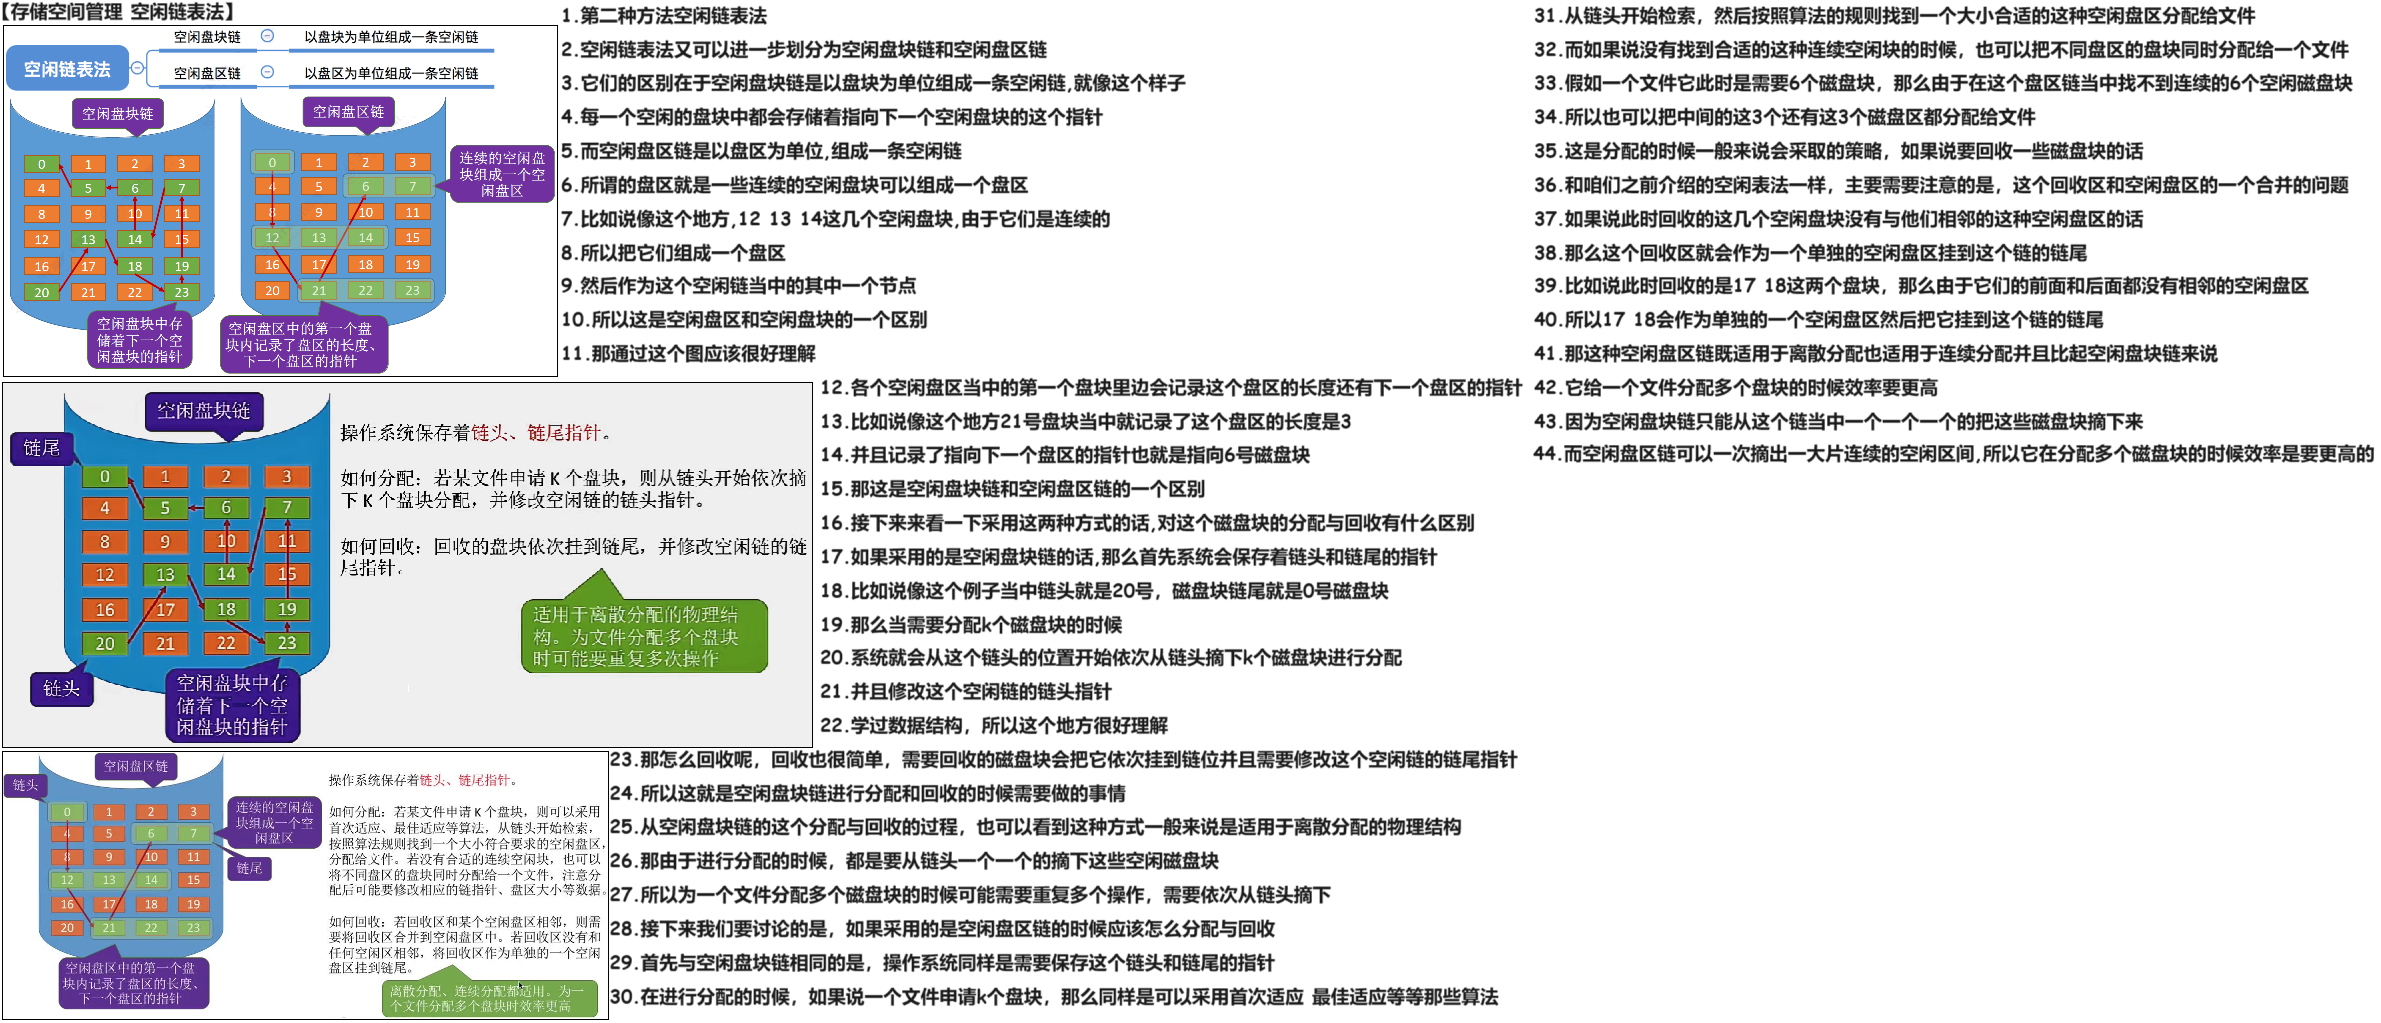 【存储空间管理 空闲链表法】
空闲链表法
空闲盘块链
以盘块为单位组成一条空闲链
空闲盘区链
以盘区为单位组成一条空闲链
空闲盘块链
0 1 2 3
4 5 6 7
8 9 10 11
12 13 14 15
16 17 18 19
20 21 22 23
空闲盘块中存
储着下一个空
闲盘块的指针
空闲盘区链
0 1 2 3
4 5 6 7
8 9 10 11
12 13 14 15
16 17 18 19
20 21 22 23
连续的空闲盘
块组成一个空
闲盘区
空闲盘区中的第一个盘
块内记录了盘区的长度、
下一个盘区的指针
1.第二种方法空闲链表法
2.空闲链表法又可以进一步划分为空闲盘块链和空闲盘区链
3.它们的区别在于空闲盘块链是以盘块为单位组成一条空闲链,就像这个样子
4.每一个空闲的盘块中都会存储着指向下一个空闲盘块的这个指针
5.而空闲盘区链是以盘区为单位,组成一条空闲链
6.所谓的盘区就是一些连续的空闲盘块可以组成一个盘区
7.比如说像这个地方,12 13 14这几个空闲盘块,由于它们是连续的
8.所以把它们组成一个盘区
9.然后作为这个空闲链当中的其中一个节点
10.所以这是空闲盘区和空闲盘块的一个区别
11.那通过这个图应该很好理解
空闲盘块链
链尾
0 1 2 3
4 5 6 7
8 9 10 11
12 13 14 15
16 17 18 19
20 21 22 23
链头
空闲盘块中存
储着下一个空
闲盘块的指针
操作系统保存着链头、链尾指针。
如何分配：若某文件申请 K 个盘块，则从链头开始依次摘
下 K 个盘块分配，并修改空闲链的链头指针。
如何回收：回收的盘块依次挂到链尾，并修改空闲链的链
尾指针。
适用于离散分配的物理结
构。为文件分配多个盘块
时可能要重复多次操作
12.各个空闲盘区当中的第一个盘块里边会记录这个盘区的长度还有下一个盘区的指针
13.比如说像这个地方21号盘块当中就记录了这个盘区的长度是3
14.并且记录了指向下一个盘区的指针也就是指向6号磁盘块
15.那这是空闲盘块链和空闲盘区链的一个区别
16.接下来来看一下采用这两种方式的话,对这个磁盘块的分配与回收有什么区别
17.如果采用的是空闲盘块链的话,那么首先系统会保存着链头和链尾的指针
18.比如说像这个例子当中链头就是20号，磁盘块链尾就是0号磁盘块
19.那么当需要分配k个磁盘块的时候
20.系统就会从这个链头的位置开始依次从链头摘下k个磁盘块进行分配
21.并且修改这个空闲链的链头指针
22.学过数据结构，所以这个地方很好理解
空闲盘区链
链头
0 1 2 3
4 5 6 7
8 9 10 11
12 13 14 15
16 17 18 19
20 21 22 23
连续的空闲盘
块组成一个空
闲盘区
链尾
空闲盘区中的第一个盘
块内记录了盘区的长度、
下一个盘区的指针
操作系统保存着链头、链尾指针。
如何分配：若某文件申请 K 个盘块，则可以采用
首次适应、最佳适应等算法，从链头开始检索，
按照算法规则找到一个大小符合要求的空闲盘区，
分配给文件。若没有合适的连续空闲块，也可以
将不同盘区的盘块同时分配给一个文件，注意分
配后可能要修改相应的链指针、盘区大小等数据。
如何回收：若回收区和某个空闲盘区相邻，则需
要将回收区合并到空闲盘区中。若回收区没有和
任何空闲区相邻，将回收区作为单独的一个空闲
盘区挂到链尾。
离散分配、连续分配都适用。为一
个文件分配多个盘块时效率更高
23.那怎么回收呢，回收也很简单，需要回收的磁盘块会把它依次挂到链位并且需要修改这个空闲链的链尾指针
24.所以这就是空闲盘块链进行分配和回收的时候需要做的事情
25.从空闲盘块链的这个分配与回收的过程，也可以看到这种方式一般来说是适用于离散分配的物理结构
26.那由于进行分配的时候，都是要从链头一个一个的摘下这些空闲磁盘块
27.所以为一个文件分配多个磁盘块的时候可能需要重复多个操作，需要依次从链头摘下
28.接下来我们要讨论的是，如果采用的是空闲盘区链的时候应该怎么分配与回收
29.首先与空闲盘块链相同的是，操作系统同样是需要保存这个链头和链尾的指针
30.在进行分配的时候，如果说一个文件申请k个盘块，那么同样是可以采用首次适应 最佳适应等等那些算法
31.从链头开始检索，然后按照算法的规则找到一个大小合适的这种空闲盘区分配给文件
32.而如果说没有找到合适的这种连续空闲块的时候，也可以把不同盘区的盘块同时分配给一个文件
33.假如一个文件它此时是需要6个磁盘块，那么由于在这个盘区链当中找不到连续的6个空闲磁盘块
34.所以也可以把中间的这3个还有这3个磁盘区都分配给文件
35.这是分配的时候一般来说会采取的策略，如果说要回收一些磁盘块的话
36.和咱们之前介绍的空闲表法一样，主要需要注意的是，这个回收区和空闲盘区的一个合并的问题
37.如果说此时回收的这几个空闲盘块没有与他们相邻的这种空闲盘区的话
38.那么这个回收区就会作为一个单独的空闲盘区挂到这个链的链尾
39.比如说此时回收的是17 18这两个盘块，那么由于它们的前面和后面都没有相邻的空闲盘区
40.所以17 18会作为单独的一个空闲盘区然后把它挂到这个链的链尾
41.那这种空闲盘区链既适用于离散分配也适用于连续分配并且比起空闲盘块链来说
42.它给一个文件分配多个盘块的时候效率要更高
43.因为空闲盘块链只能从这个链当中一个一个一个的把这些磁盘块摘下来
44.而空闲盘区链可以一次摘出一大片连续的空闲区间,所以它在分配多个磁盘块的时候效率是要更高的